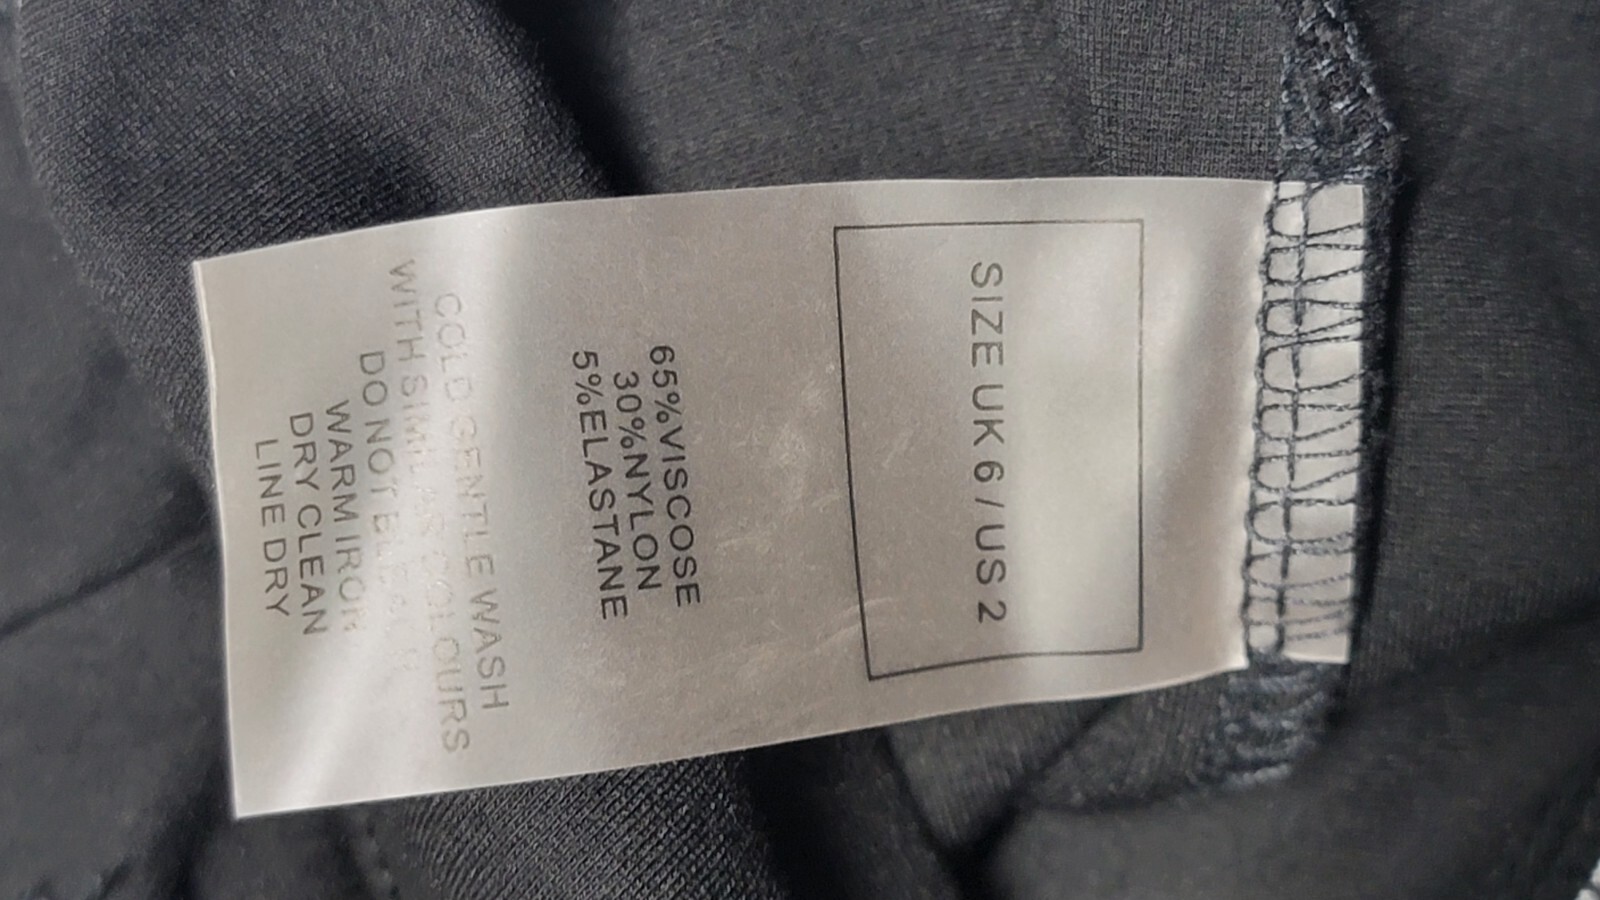 SIZE UK 6 / US 2
65%VISCOSE
30%NYLON
5%ELASTANE
COLD GENTLE WASH
WITH SIMILAR COLOURS
DO NOT BLEACH
WARM IRON
DRY CLEAN
LINE DRY